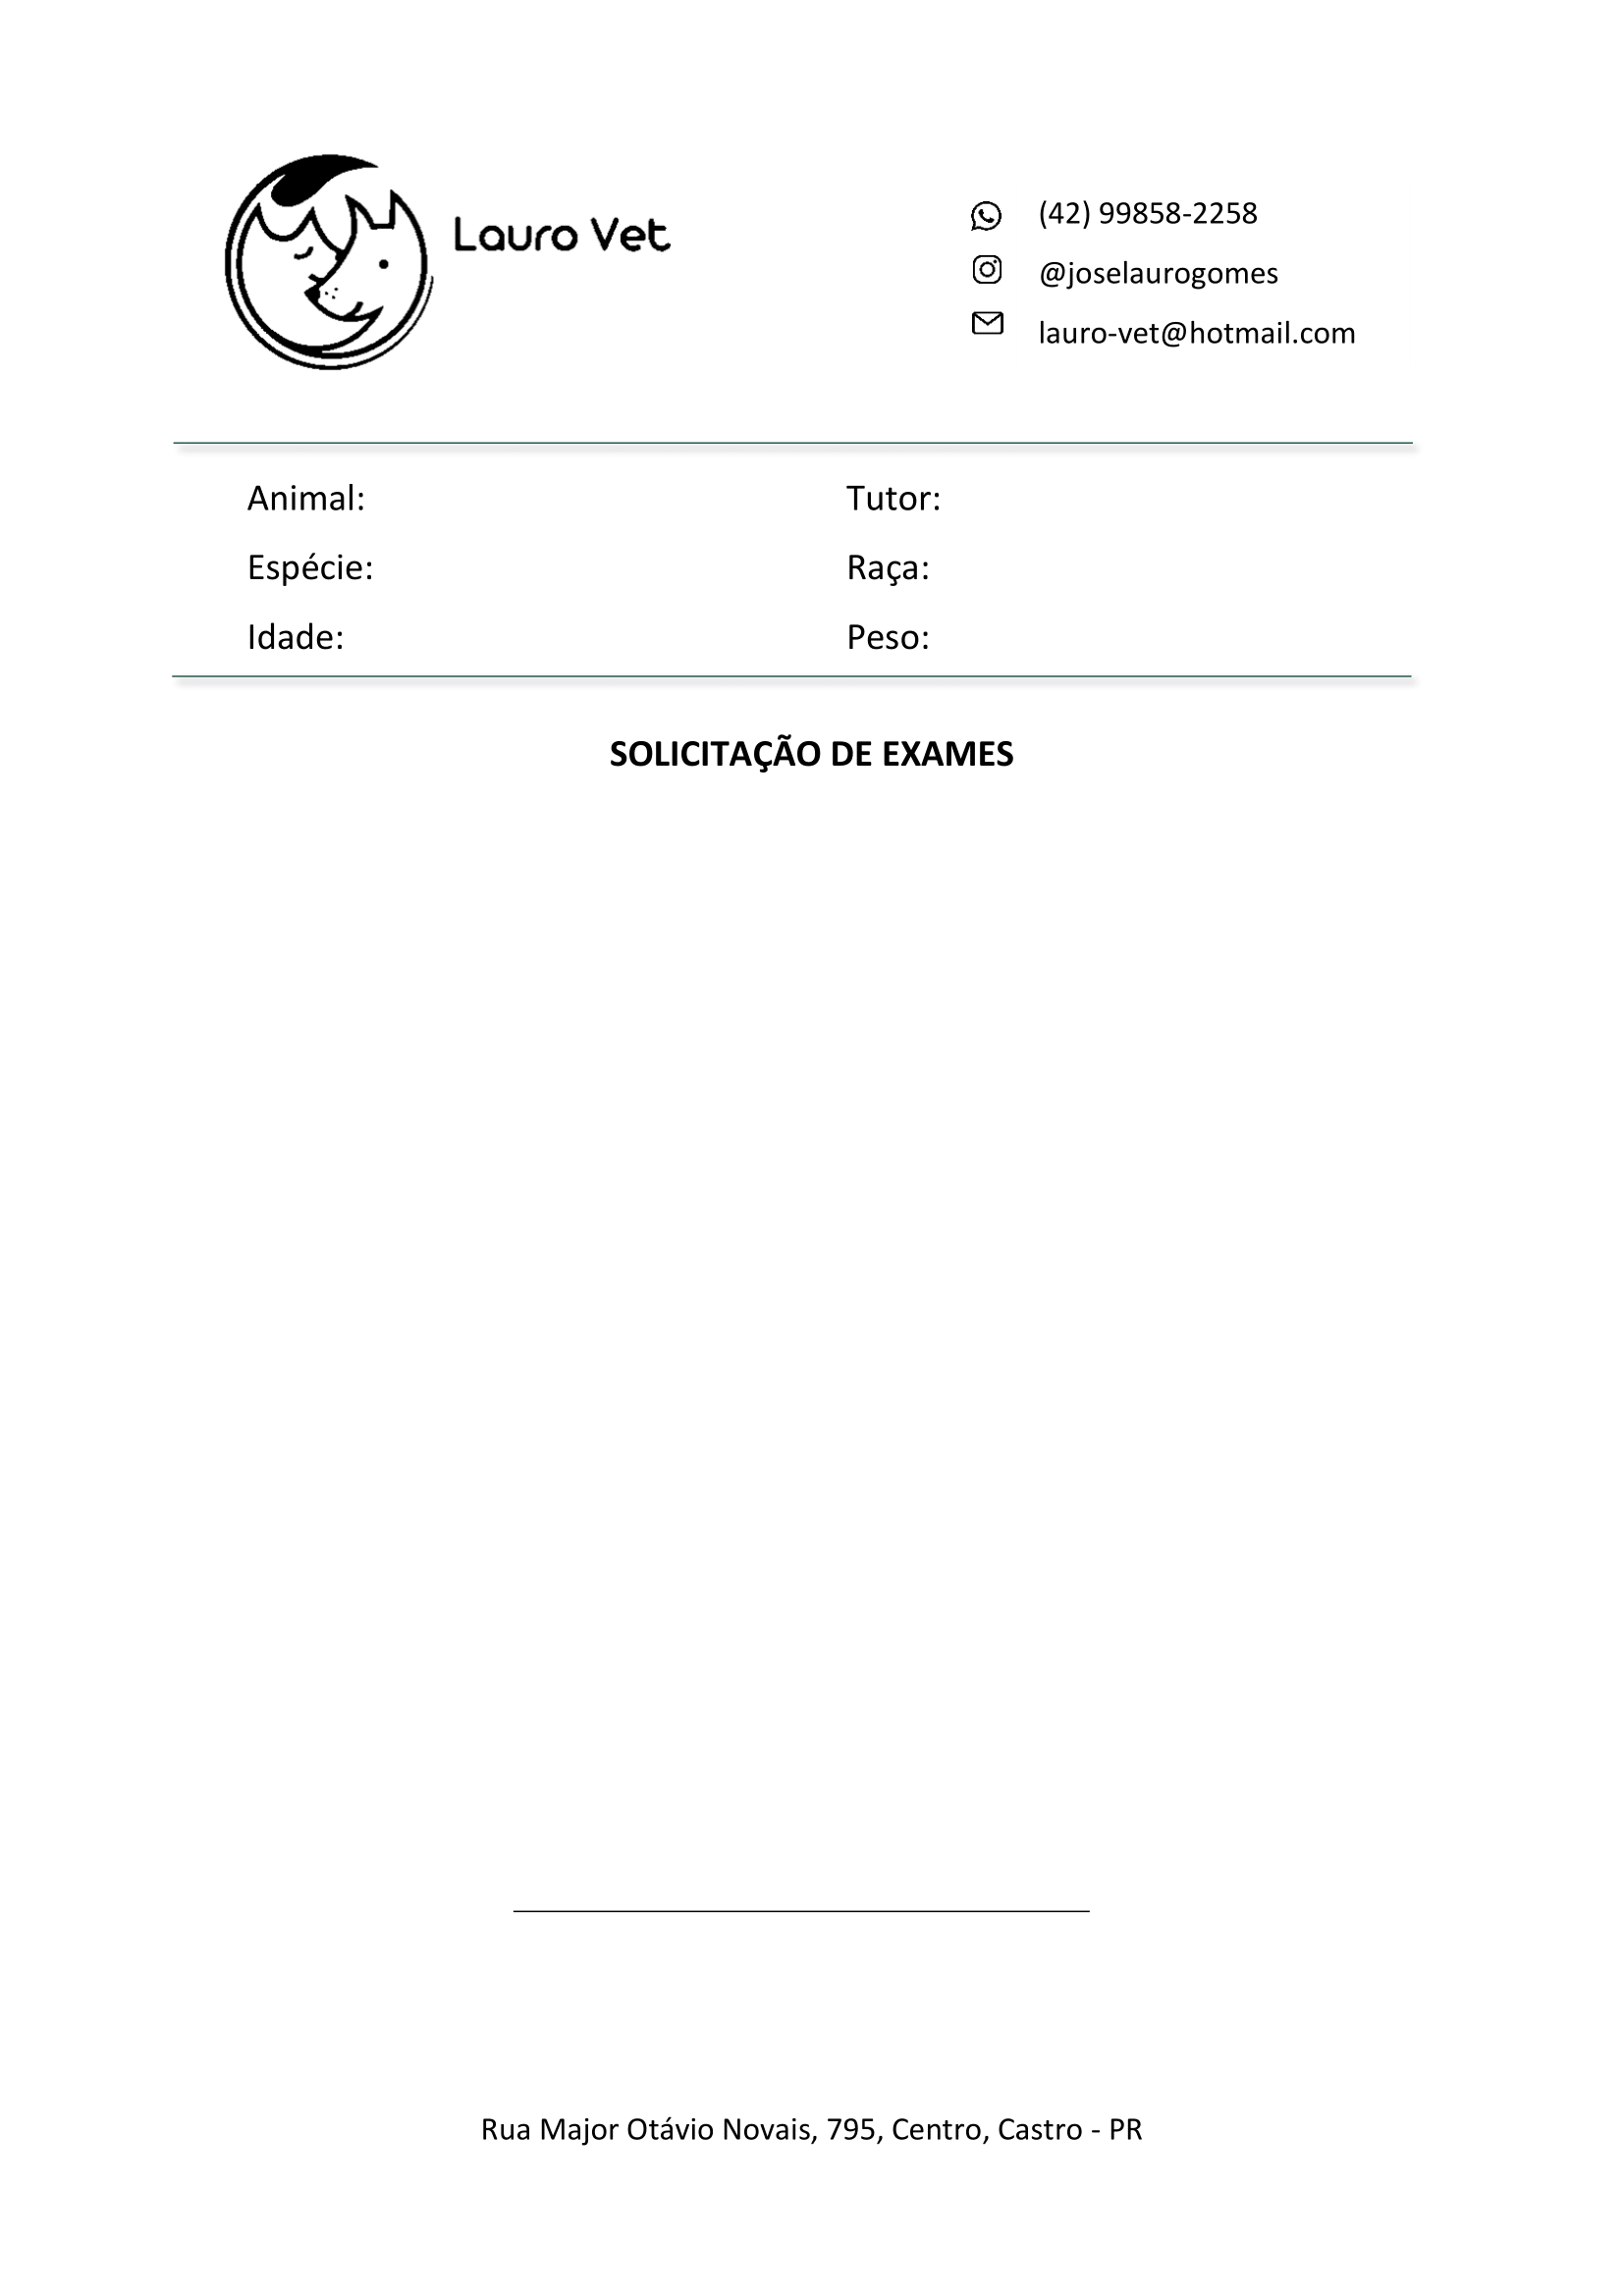 Lauro Vet
(42) 99858-2258
@joselaurogomes
lauro-vet@hotmail.com
Animal: Tutor:
Espécie: Raça:
Idade: Peso:
SOLICITAÇÃO DE EXAMES
Rua Major Otávio Novais, 795, Centro, Castro - PR